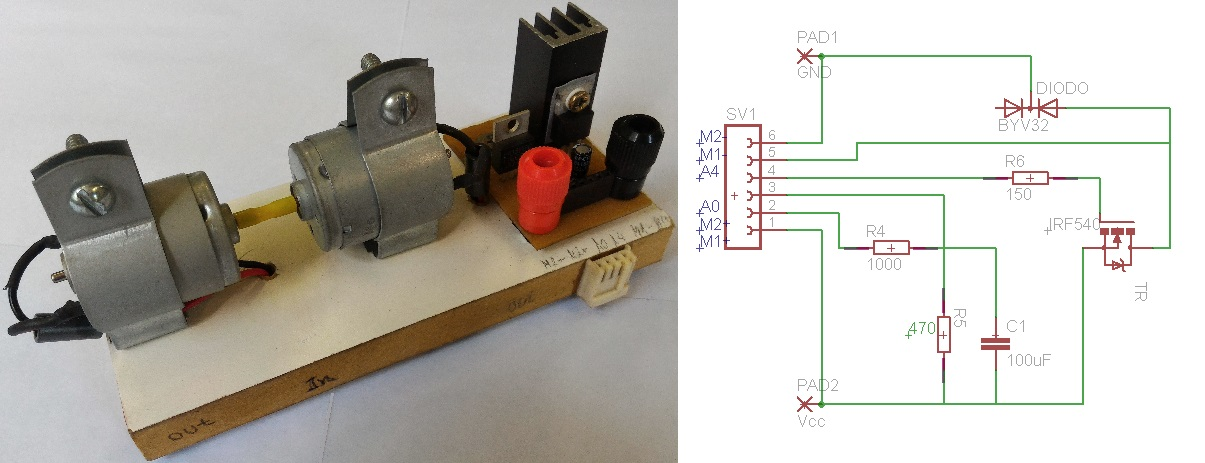 out
In
PAD1
GND
DIODO
BYV32
SV1
M2 6
M1 5
A4 4
3
A0 2
M2 1
M1
R6
150
IRF540
TR
R4
1000
470
R5
C1
100uF
PAD2
Vcc